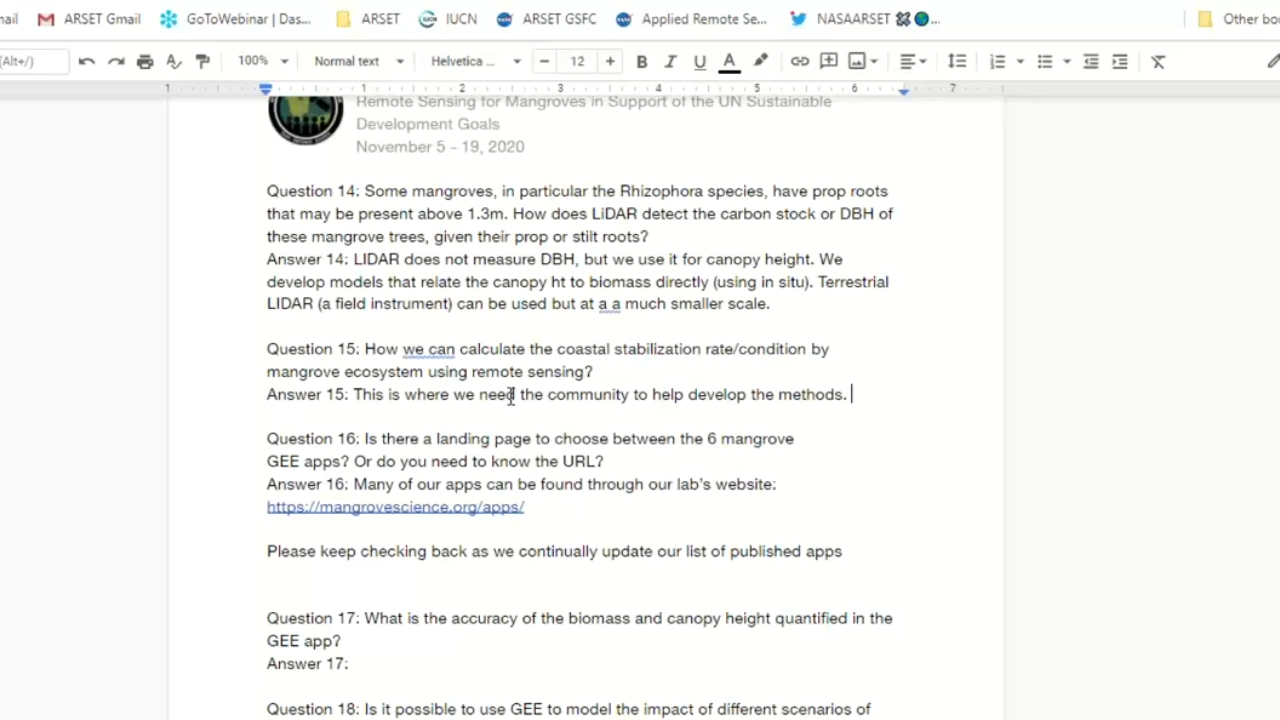 mail ARSET Gmail GoToWebinar | Das... ARSET IUCN ARSET GSFC Applied Remote Se... NASAARSET ... Other boo
(Alt+/) 100% Normal text Helvetica ... 12 B I U A
1 1 2 3 4 5 6 7
Remote Sensing for Mangroves in Support of the UN Sustainable
Development Goals
November 5 - 19, 2020
Question 14: Some mangroves, in particular the Rhizophora species, have prop roots
that may be present above 1.3m. How does LiDAR detect the carbon stock or DBH of
these mangrove trees, given their prop or stilt roots?
Answer 14: LIDAR does not measure DBH, but we use it for canopy height. We
develop models that relate the canopy ht to biomass directly (using in situ). Terrestrial
LIDAR (a field instrument) can be used but at a a much smaller scale.
Question 15: How we can calculate the coastal stabilization rate/condition by
mangrove ecosystem using remote sensing?
Answer 15: This is where we need the community to help develop the methods.
Question 16: Is there a landing page to choose between the 6 mangrove
GEE apps? Or do you need to know the URL?
Answer 16: Many of our apps can be found through our lab's website:
https://mangrovescience.org/apps/
Please keep checking back as we continually update our list of published apps
Question 17: What is the accuracy of the biomass and canopy height quantified in the
GEE app?
Answer 17:
Question 18: Is it possible to use GEE to model the impact of different scenarios of